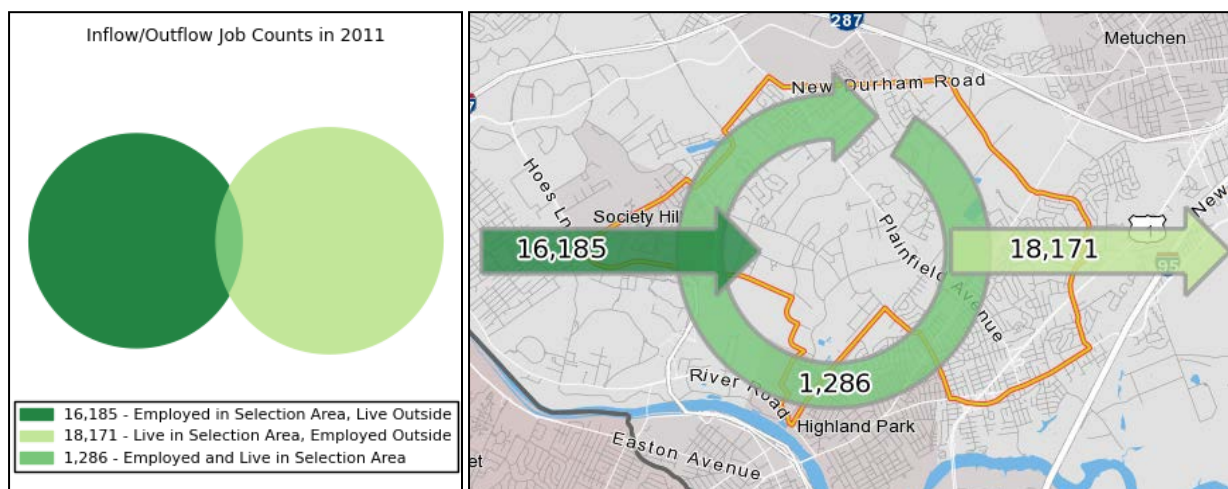 Inflow/Outflow Job Counts in 2011
16,185 - Employed in Selection Area, Live Outside
18,171 - Live in Selection Area, Employed Outside
1,286 - Employed and Live in Selection Area
287
Metuchen
New Durham Road
Hoes Ln
Society Hil
16,185
18,171
1
New
95
Plainfield Avenue
1,286
River Road
Highland Park
Easton Avenue
et